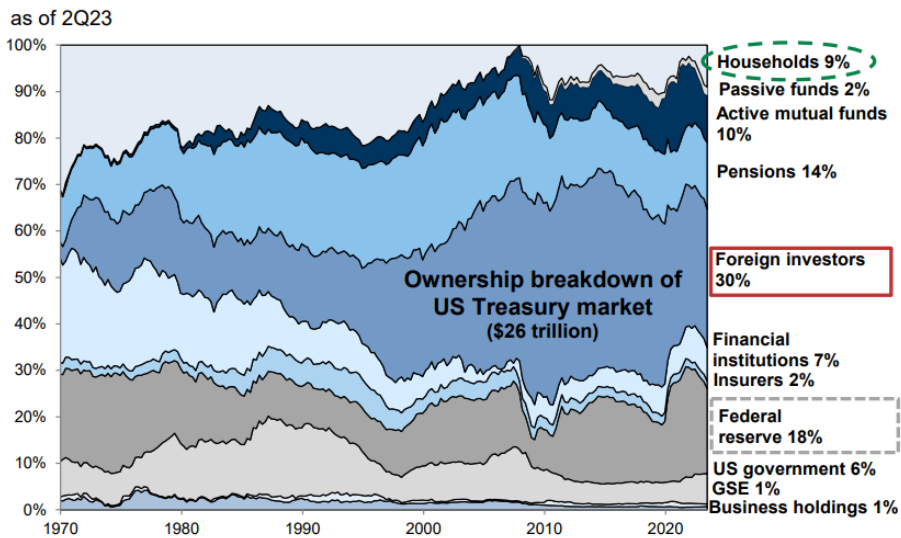 as of 2Q23
100%
90%
80%
70%
60%
50%
40%
30%
20%
10%
0%
1970
1980
1990
2000
2010
2020
Ownership breakdown of
US Treasury market
($26 trillion)
Households 9%
Passive funds 2%
Active mutual funds
10%
Pensions 14%
Foreign investors
30%
Financial
institutions 7%
Insurers 2%
Federal
reserve 18%
US government 6%
GSE 1%
Business holdings 1%